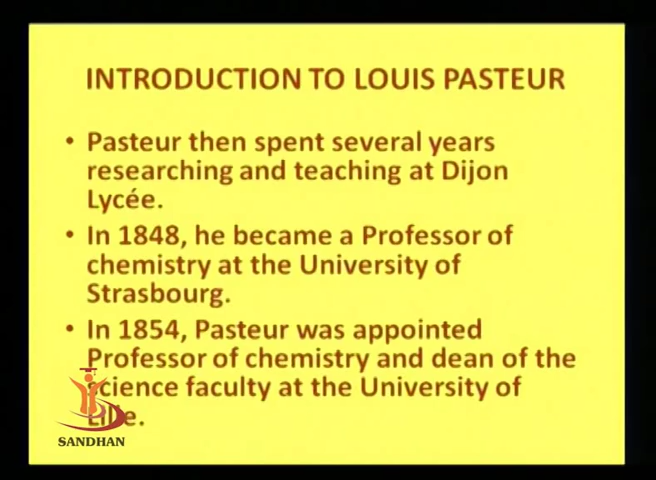 INTRODUCTION TO LOUIS PASTEUR
• Pasteur then spent several years
researching and teaching at Dijon
Lycée.
• In 1848, he became a Professor of
chemistry at the University of
Strasbourg.
• In 1854, Pasteur was appointed
Professor of chemistry and dean of the
science faculty at the University of
Lille.
SANDHAN